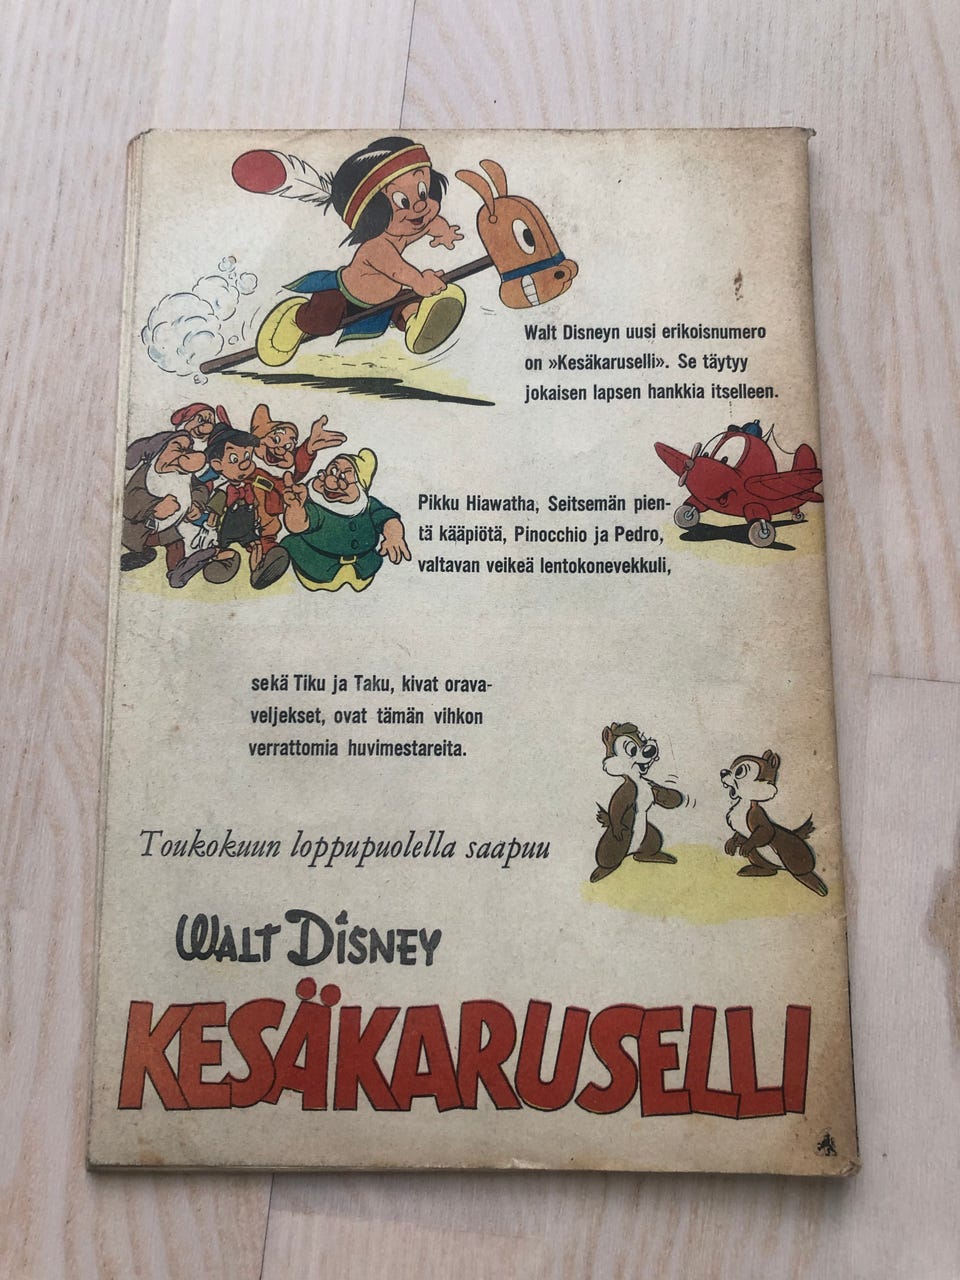 Walt Disneyn uusi erikoisnumero
on »Kesäkaruselli». Se täytyy
jokaisen lapsen hankkia itselleen.
Pikku Hiawatha, Seitsemän pien-
tä kääpiötä, Pinocchio ja Pedro,
valtavan veikeä lentokonevekkuli,
sekä Tiku ja Taku, kivat orava-
veljekset, ovat tämän vihkon
verrattomia huvimestareita.
Toukokuun loppupuolella saapuu
WALT DISNEY
KESÄKARUSELLI